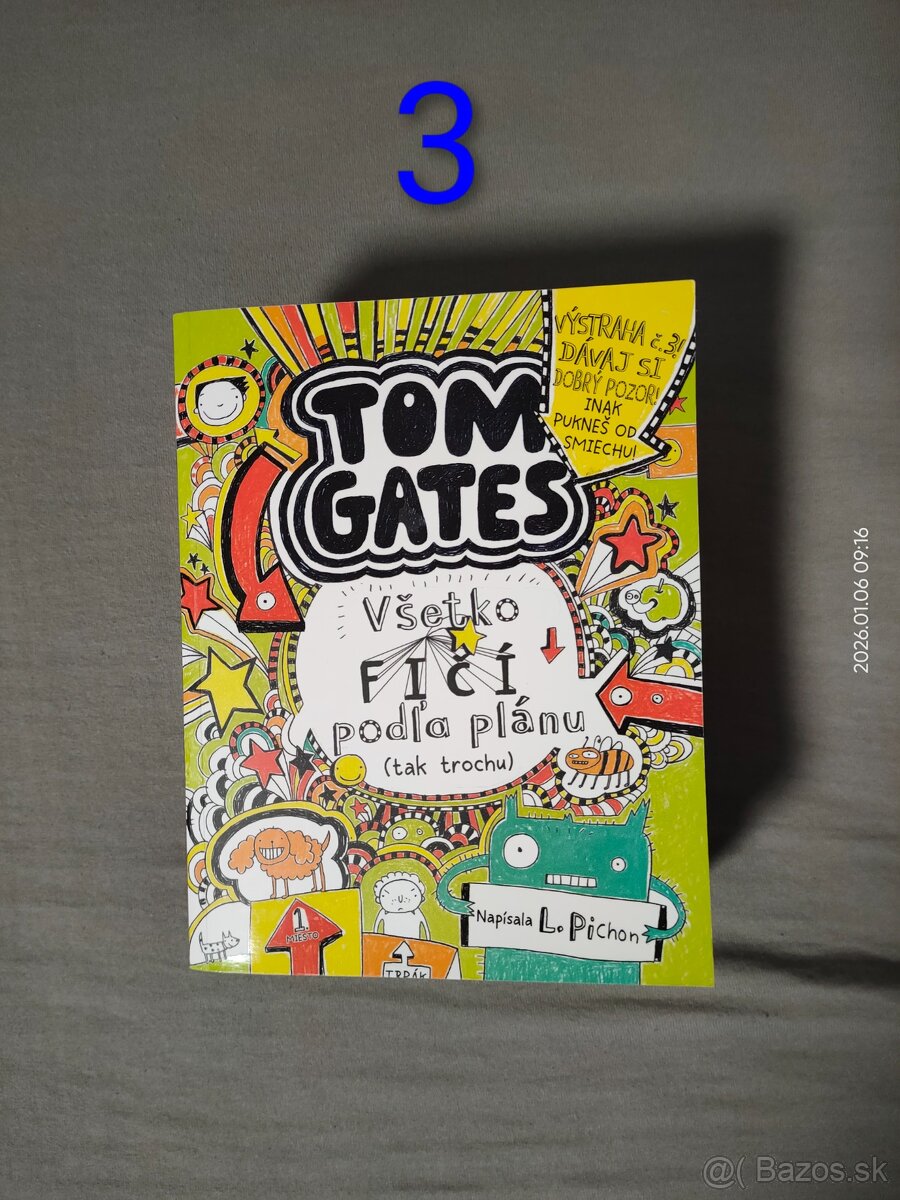 3
VÝSTRAHA č.3!
DÁVAJ SI
DOBRÝ POZOR!
INAK
PUKNEŠ OD
SMIECHU!
TOM
GATES
Všetko
FIČÍ
podľa plánu
(tak trochu)
1.
MIESTO
TRPÁK
Napísala L. Pichon
2026.01.06 09:16
@( Bazos.sk